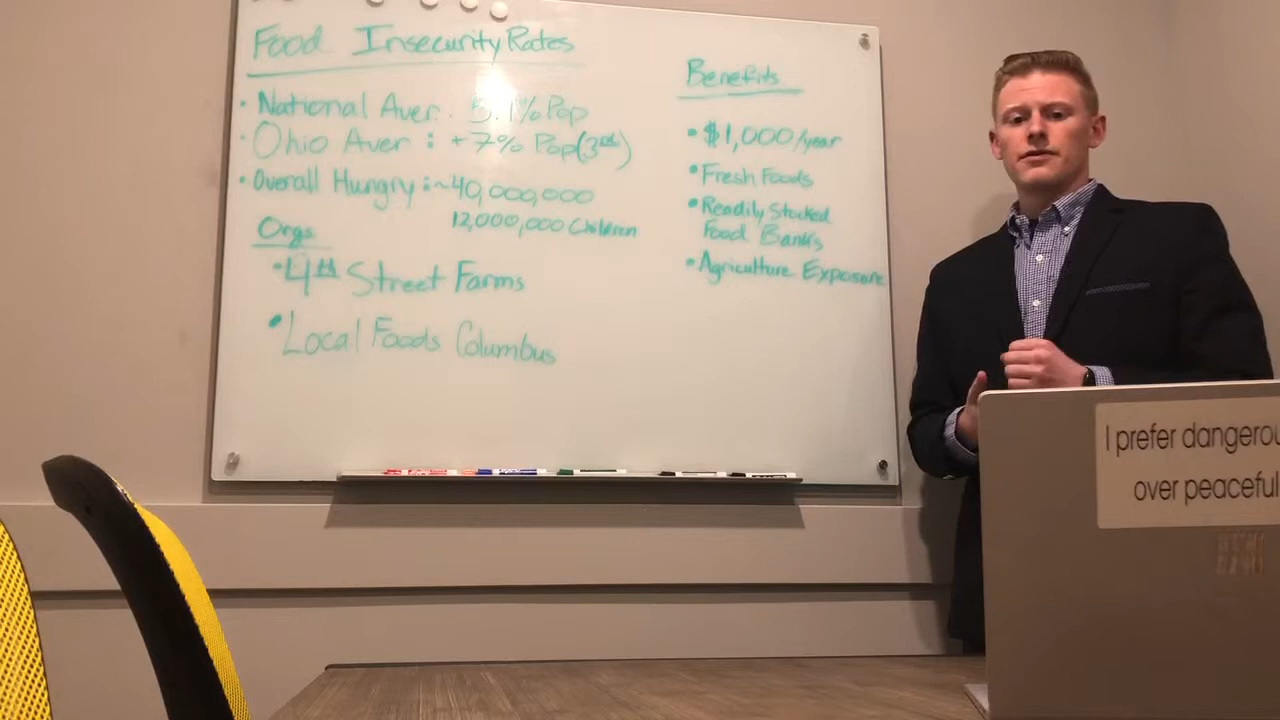 Food Insecurity Rates
• National Aver. : 5.1% Pop
• Ohio Aver : +7% Pop (3rd)
• Overall Hungry : ~40,000,000
12,000,000 Children
Orgs
• 4th Street Farms
• Local Foods Columbus
Benefits
• $1,000/year
• Fresh Foods
• Readily Stocked
Food Banks
• Agriculture Exposure
I prefer dangerou
over peaceful